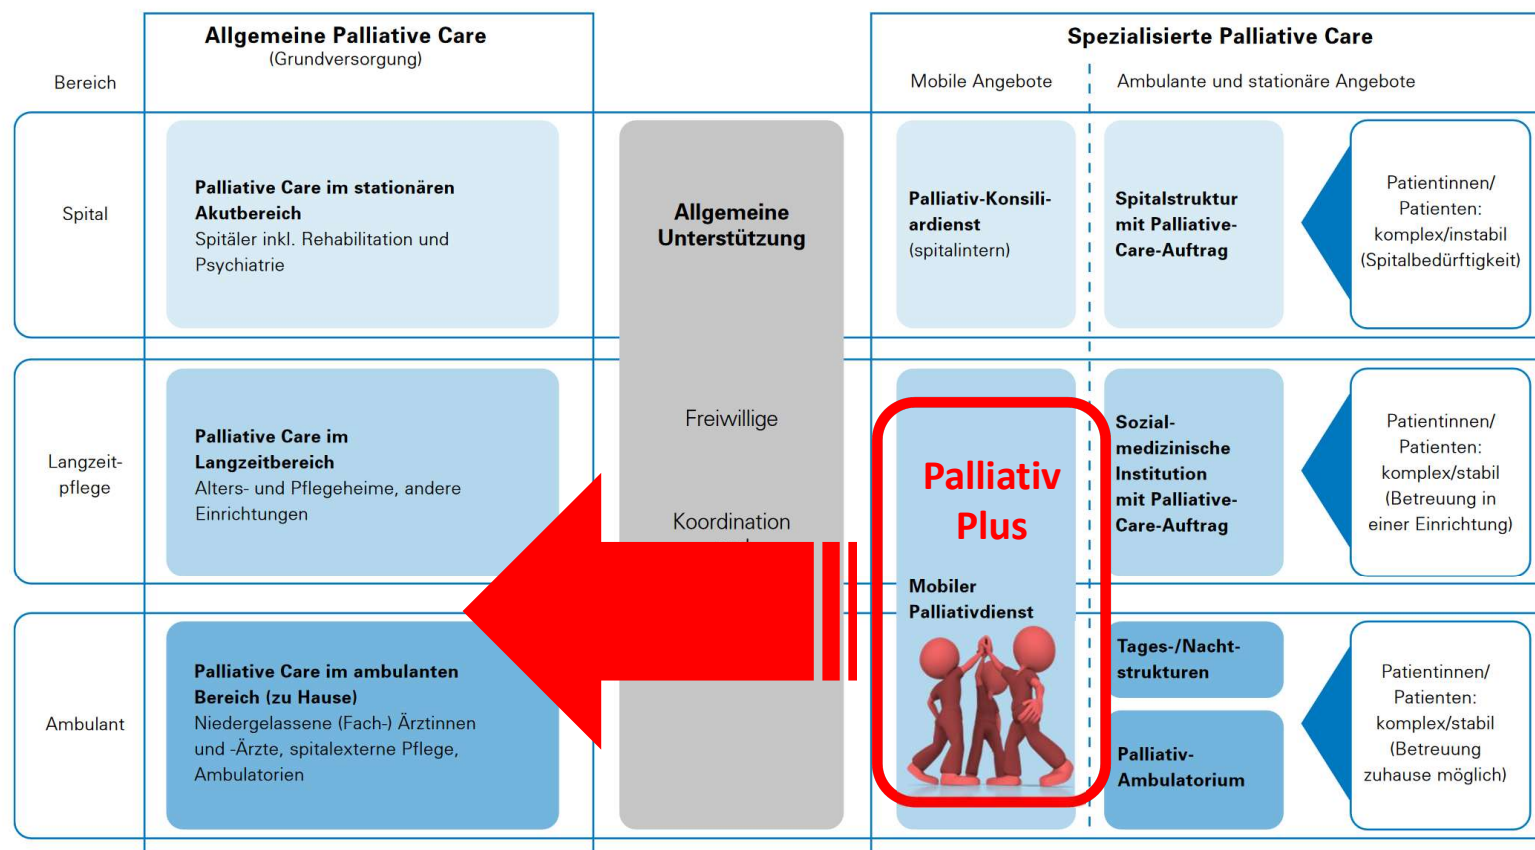 Allgemeine Palliative Care
(Grundversorgung)
Spezialisierte Palliative Care
Bereich
Mobile Angebote
Ambulante und stationäre Angebote
Spital
Palliative Care im stationären
Akutbereich
Spitäler inkl. Rehabilitation und
Psychiatrie
Allgemeine
Unterstützung
Palliativ-Konsili-
ardienst
(spitalintern)
Spitalstruktur
mit Palliative-
Care-Auftrag
Patientinnen/
Patienten:
komplex/instabil
(Spitalbedürftigkeit)
Langzeit-
pflege
Palliative Care im
Langzeitbereich
Alters- und Pflegeheime, andere
Einrichtungen
Freiwillige
Koordination
Palliativ
Plus
Mobiler
Palliativdienst
Sozial-
medizinische
Institution
mit Palliative-
Care-Auftrag
Patientinnen/
Patienten:
komplex/stabil
(Betreuung in
einer Einrichtung)
Ambulant
Palliative Care im ambulanten
Bereich (zu Hause)
Niedergelassene (Fach-) Ärztinnen
und -Ärzte, spitalexterne Pflege,
Ambulatorien
Tages-/Nacht-
strukturen
Palliativ-
Ambulatorium
Patientinnen/
Patienten:
komplex/stabil
(Betreuung
zuhause möglich)